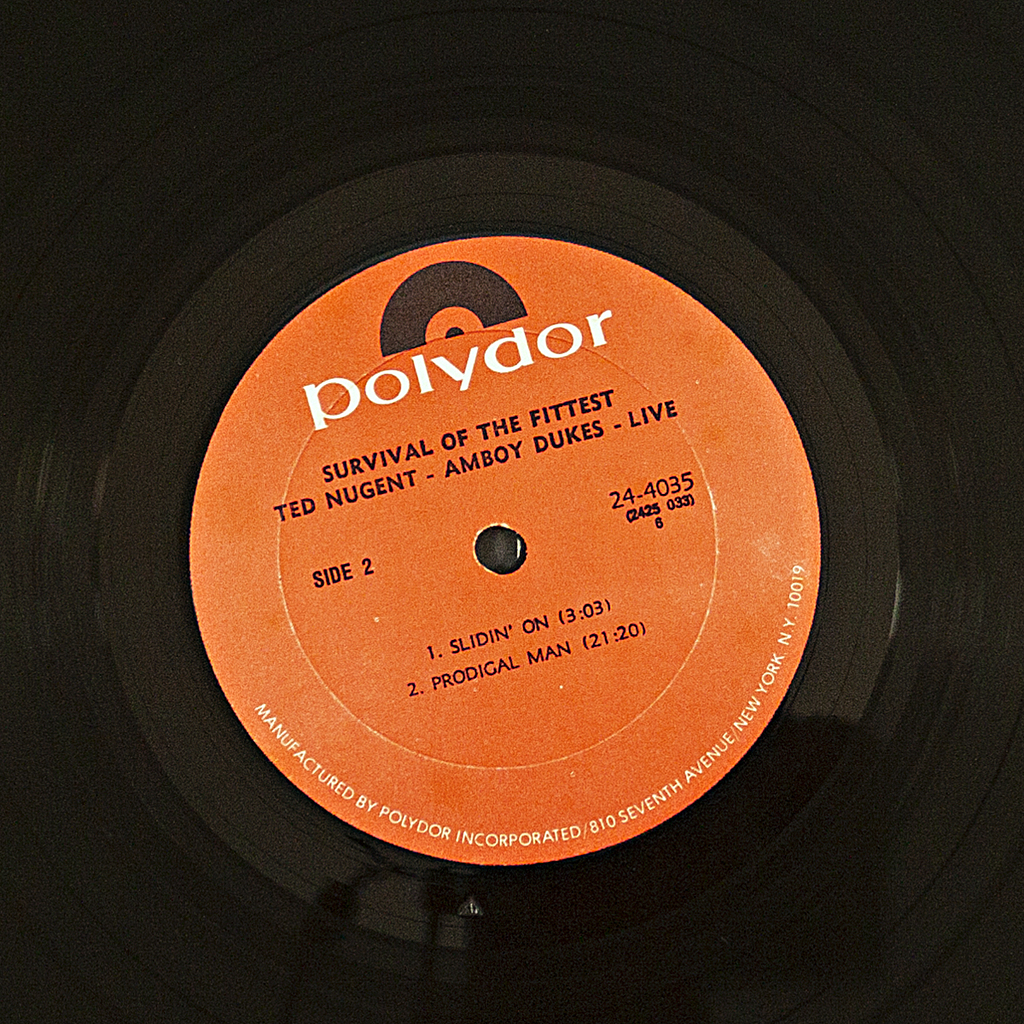 polydor
SURVIVAL OF THE FITTEST
TED NUGENT - AMBOY DUKES - LIVE
24-4035
(2425 033)
6
SIDE 2
1. SLIDIN' ON (3:03)
2. PRODIGAL MAN (21:20)
MANUFACTURED BY POLYDOR INCORPORATED/810 SEVENTH AVENUE/NEW YORK N.Y. 10019